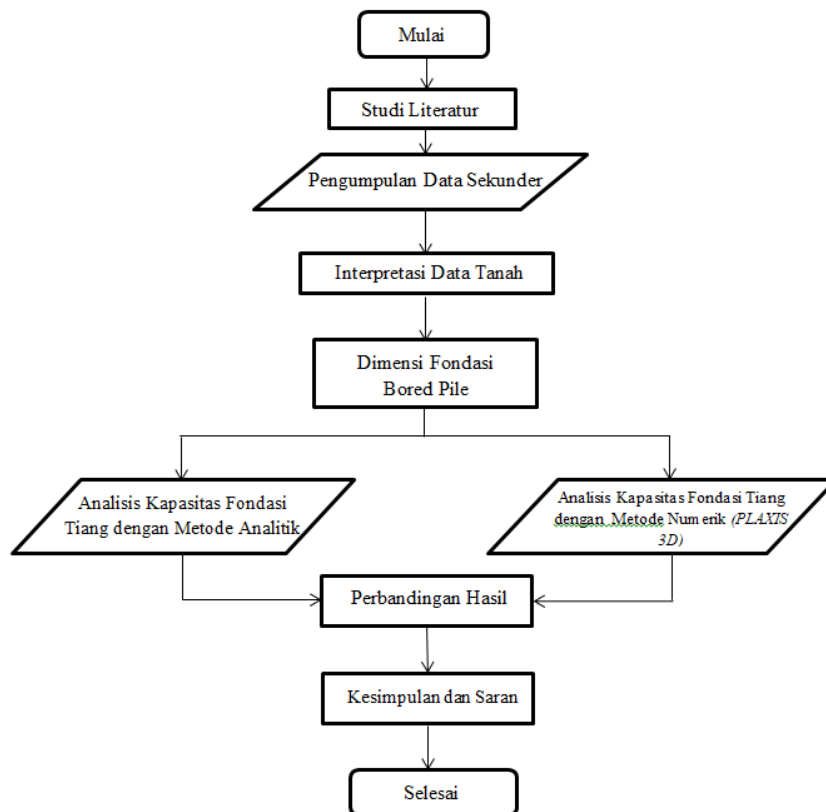 Mulai
Studi Literatur
Pengumpulan Data Sekunder
Interpretasi Data Tanah
Dimensi Fondasi
Bored Pile
Analisis Kapasitas Fondasi
Tiang dengan Metode Analitik
Analisis Kapasitas Fondasi Tiang
dengan Metode Numerik (PLAXIS
3D)
Perbandingan Hasil
Kesimpulan dan Saran
Selesai